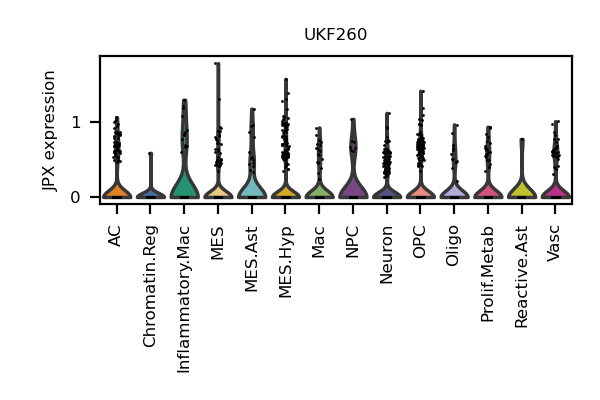 UKF260
JPX expression
1
0
AC
Chromatin.Reg
Inflammatory.Mac
MES
MES.Ast
MES.Hyp
Mac
NPC
Neuron
OPC
Oligo
Prolif.Metab
Reactive.Ast
Vasc